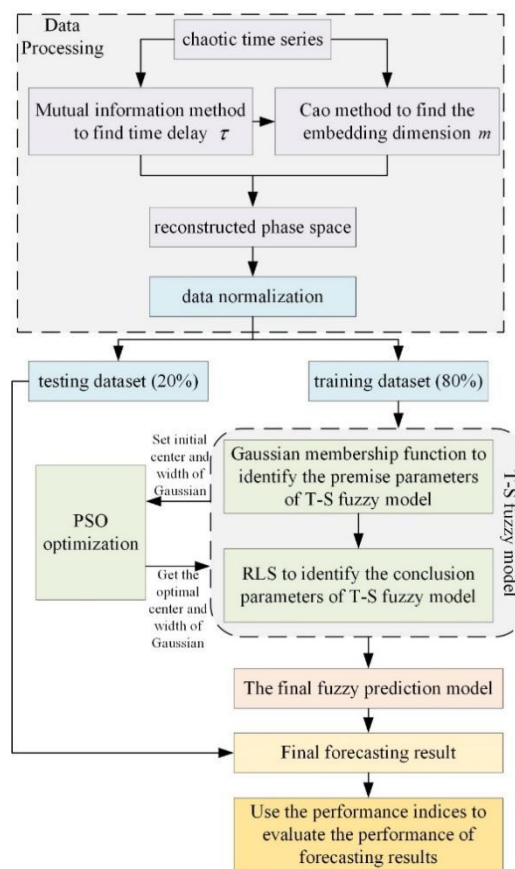 Data
Processing
chaotic time series
Mutual information method
to find time delay τ
Cao method to find the
embedding dimension m
reconstructed phase space
data normalization
testing dataset (20%)
training dataset (80%)
Set initial
center and
width of
Gaussian
Gaussian membership function to
identify the premise parameters
of T-S fuzzy model
T-S fuzzy model
PSO
optimization
Get the
optimal
center and
width of
Gaussian
RLS to identify the conclusion
parameters of T-S fuzzy model
The final fuzzy prediction model
Final forecasting result
Use the performance indices to
evaluate the performance of
forecasting results